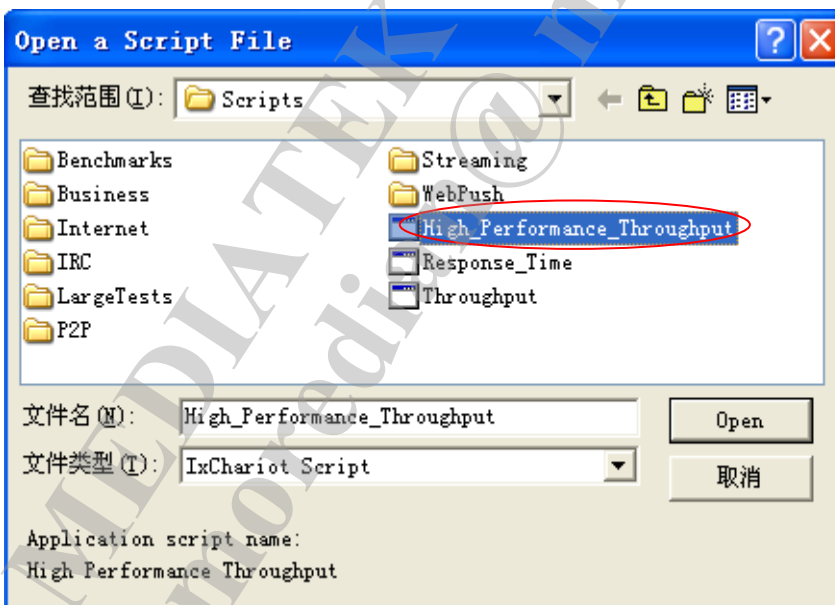 Open a Script File
查找范围(I): Scripts
Benchmarks
Business
Internet
IRC
LargeTests
P2P
Streaming
WebPush
High_Performance_Throughput
Response_Time
Throughput
文件名(N): High_Performance_Throughput Open
文件类型(T): IxChariot Script 取消
Application script name:
High Performance Throughput
MEDIATEK